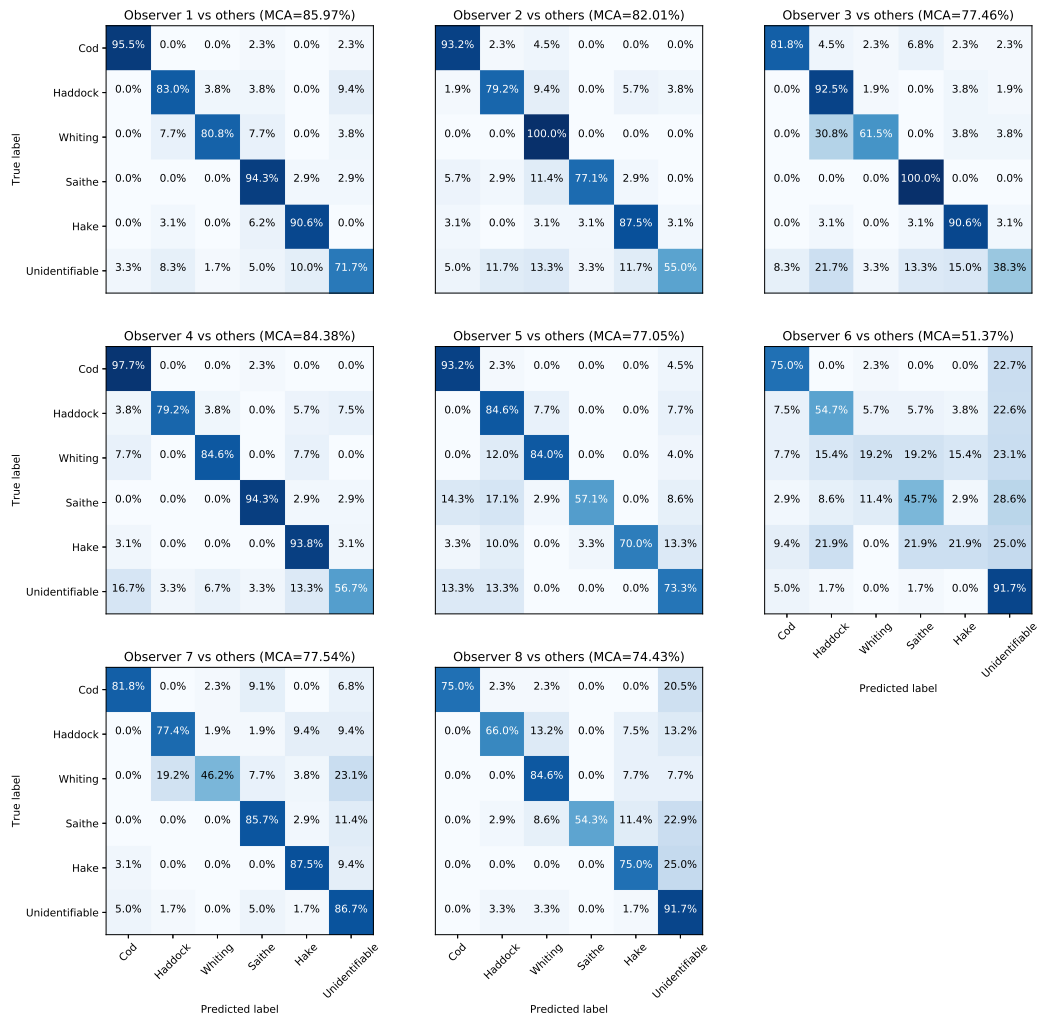 Observer 1 vs others (MCA=85.97%)
True label
Cod 95.5% 0.0% 0.0% 2.3% 0.0% 2.3%
Haddock 0.0% 83.0% 3.8% 3.8% 0.0% 9.4%
Whiting 0.0% 7.7% 80.8% 7.7% 0.0% 3.8%
Saithe 0.0% 0.0% 0.0% 94.3% 2.9% 2.9%
Hake 0.0% 3.1% 0.0% 6.2% 90.6% 0.0%
Unidentifiable 3.3% 8.3% 1.7% 5.0% 10.0% 71.7%
Observer 2 vs others (MCA=82.01%)
93.2% 2.3% 4.5% 0.0% 0.0% 0.0%
1.9% 79.2% 9.4% 0.0% 5.7% 3.8%
0.0% 0.0% 100.0% 0.0% 0.0% 0.0%
5.7% 2.9% 11.4% 77.1% 2.9% 0.0%
3.1% 0.0% 3.1% 3.1% 87.5% 3.1%
5.0% 11.7% 13.3% 3.3% 11.7% 55.0%
Observer 3 vs others (MCA=77.46%)
81.8% 4.5% 2.3% 6.8% 2.3% 2.3%
0.0% 92.5% 1.9% 0.0% 3.8% 1.9%
0.0% 30.8% 61.5% 0.0% 3.8% 3.8%
0.0% 0.0% 0.0% 100.0% 0.0% 0.0%
0.0% 3.1% 0.0% 3.1% 90.6% 3.1%
8.3% 21.7% 3.3% 13.3% 15.0% 38.3%
Observer 4 vs others (MCA=84.38%)
True label
Cod 97.7% 0.0% 0.0% 2.3% 0.0% 0.0%
Haddock 3.8% 79.2% 3.8% 0.0% 5.7% 7.5%
Whiting 7.7% 0.0% 84.6% 0.0% 7.7% 0.0%
Saithe 0.0% 0.0% 0.0% 94.3% 2.9% 2.9%
Hake 3.1% 0.0% 0.0% 0.0% 93.8% 3.1%
Unidentifiable 16.7% 3.3% 6.7% 3.3% 13.3% 56.7%
Observer 5 vs others (MCA=77.05%)
93.2% 2.3% 0.0% 0.0% 0.0% 4.5%
0.0% 84.6% 7.7% 0.0% 0.0% 7.7%
0.0% 12.0% 84.0% 0.0% 0.0% 4.0%
14.3% 17.1% 2.9% 57.1% 0.0% 8.6%
3.3% 10.0% 0.0% 3.3% 70.0% 13.3%
13.3% 13.3% 0.0% 0.0% 0.0% 73.3%
Observer 6 vs others (MCA=51.37%)
75.0% 0.0% 2.3% 0.0% 0.0% 22.7%
7.5% 54.7% 5.7% 5.7% 3.8% 22.6%
7.7% 15.4% 19.2% 19.2% 15.4% 23.1%
2.9% 8.6% 11.4% 45.7% 2.9% 28.6%
9.4% 21.9% 0.0% 21.9% 21.9% 25.0%
5.0% 1.7% 0.0% 1.7% 0.0% 91.7%
Cod Haddock Whiting Saithe Hake Unidentifiable
Predicted label
Observer 7 vs others (MCA=77.54%)
True label
Cod 81.8% 0.0% 2.3% 9.1% 0.0% 6.8%
Haddock 0.0% 77.4% 1.9% 1.9% 9.4% 9.4%
Whiting 0.0% 19.2% 46.2% 7.7% 3.8% 23.1%
Saithe 0.0% 0.0% 0.0% 85.7% 2.9% 11.4%
Hake 3.1% 0.0% 0.0% 0.0% 87.5% 9.4%
Unidentifiable 5.0% 1.7% 0.0% 5.0% 1.7% 86.7%
Cod Haddock Whiting Saithe Hake Unidentifiable
Predicted label
Observer 8 vs others (MCA=74.43%)
75.0% 2.3% 2.3% 0.0% 0.0% 20.5%
0.0% 66.0% 13.2% 0.0% 7.5% 13.2%
0.0% 0.0% 84.6% 0.0% 7.7% 7.7%
0.0% 2.9% 8.6% 54.3% 11.4% 22.9%
0.0% 0.0% 0.0% 0.0% 75.0% 25.0%
0.0% 3.3% 3.3% 0.0% 1.7% 91.7%
Cod Haddock Whiting Saithe Hake Unidentifiable
Predicted label